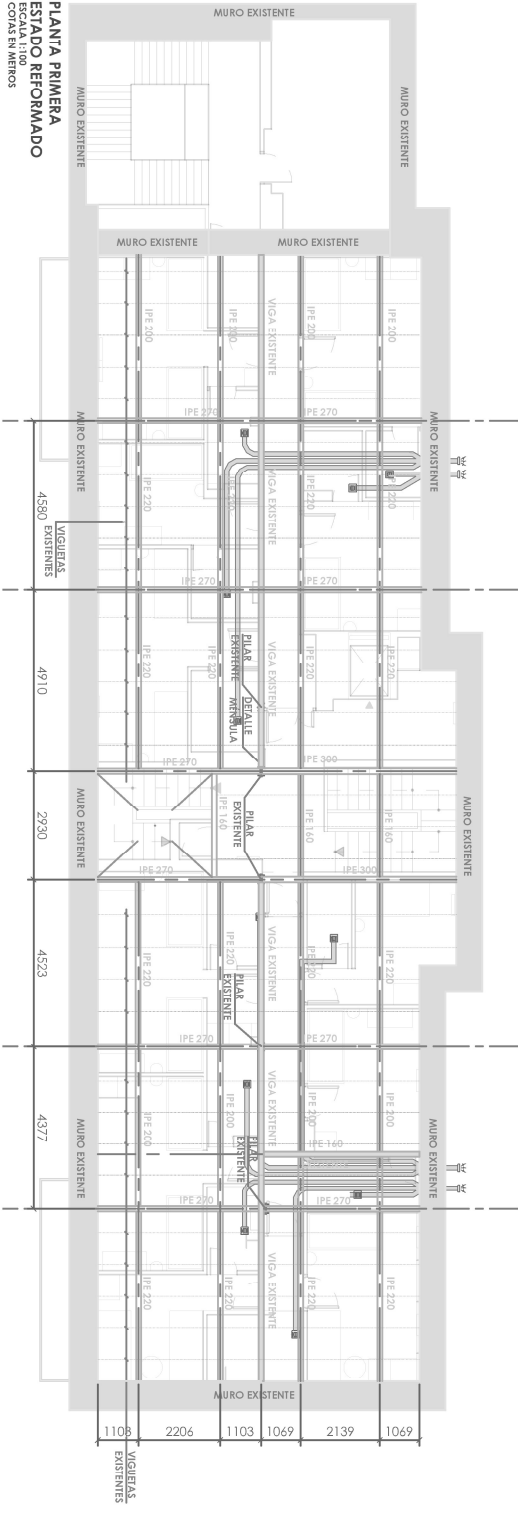 PLANTA PRIMERA
ESTADO REFORMADO
ESCALA 1:100
COTAS EN METROS
MURO EXISTENTE
MURO EXISTENTE
MURO EXISTENTE
MURO EXISTENTE
MURO EXISTENTE
IPE 200
IPE 200
VIGA EXISTENTE
IPE 200
IPE 200
IPE 270
IPE 270
MURO EXISTENTE
MURO EXISTENTE
4580
VIGUETAS
EXISTENTES
IPE 220
VIGA EXISTENTE
IPE 220
IPE 270
IPE 270
4910
IPE 220
IPE 220
PILAR
EXISTENTE
VIGA EXISTENTE
IPE 220
IPE 220
DETALLE
MÉNSULA
IPE 270
IPE 300
2930
MURO EXISTENTE
IPE 160
PILAR
EXISTENTE
IPE 160
IPE 160
MURO EXISTENTE
IPE 270
IPE 300
4523
IPE 220
IPE 220
VIGA EXISTENTE
IPE 220
IPE 220
PILAR
EXISTENTE
IPE 270
PE 270
4377
MURO EXISTENTE
IPE 200
IPE 200
VIGA EXISTENTE
IPE 200
IPE 200
MURO EXISTENTE
IPE 160
PILAR
EXISTENTE
IPE 270
IPE 270
IPE 220
IPE 220
VIGA EXISTENTE
IPE 220
IPE 220
MURO EXISTENTE
1103
2206
1103
1069
2139
1069
VIGUETAS
EXISTENTES